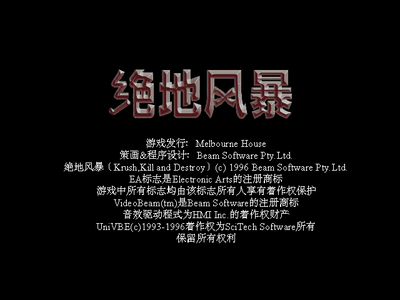 绝地风暴
游戏发行: Melbourne House
策画&程序设计: Beam Software Pty.Ltd.
绝地风暴〔Krush,Kill and Destroy〕(c) 1996 Beam Software Pty.Ltd.
EA标志是Electronic Arts的注册商标
游戏中所有标志均由该标志所有人享有著作权保护
VideoBeam(tm)是Beam Software的注册商标
音效驱动程式为HMI Inc.的著作权财产
UniVBE(c)1993-1996著作权为SciTech Software所有
保留所有权利